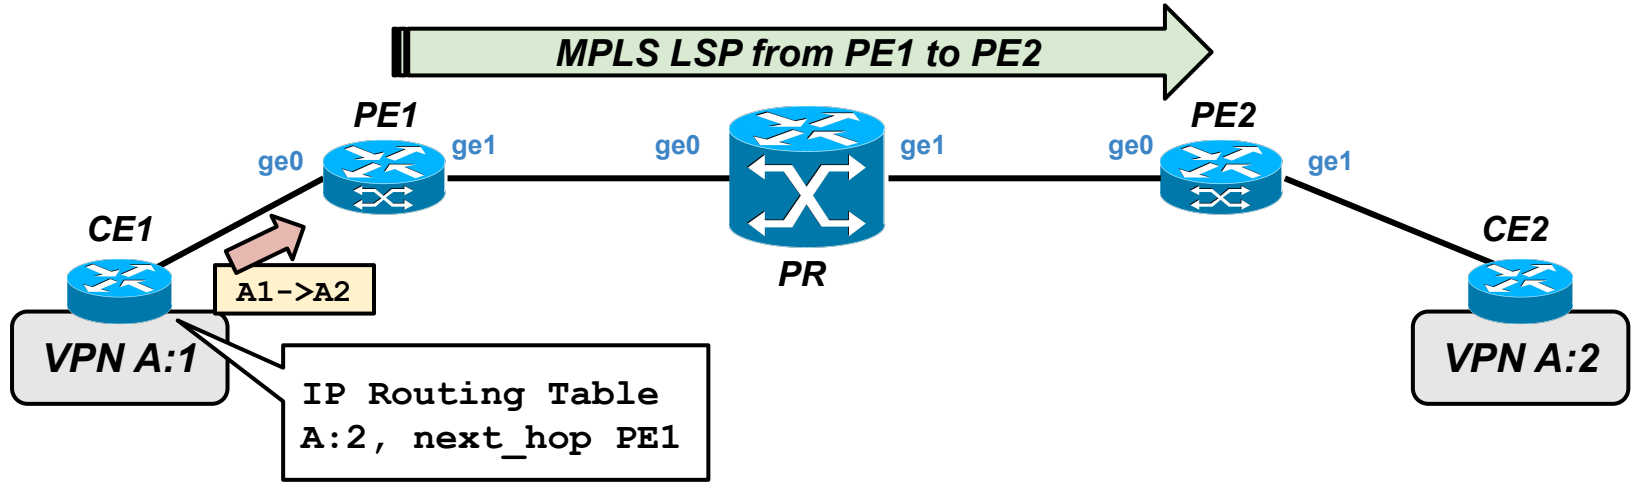 MPLS LSP from PE1 to PE2
PE1
PE2
ge0
ge1
ge0
ge1
ge0
ge1
CE1
CE2
PR
A1->A2
VPN A:1
VPN A:2
IP Routing Table
A:2, next_hop PE1